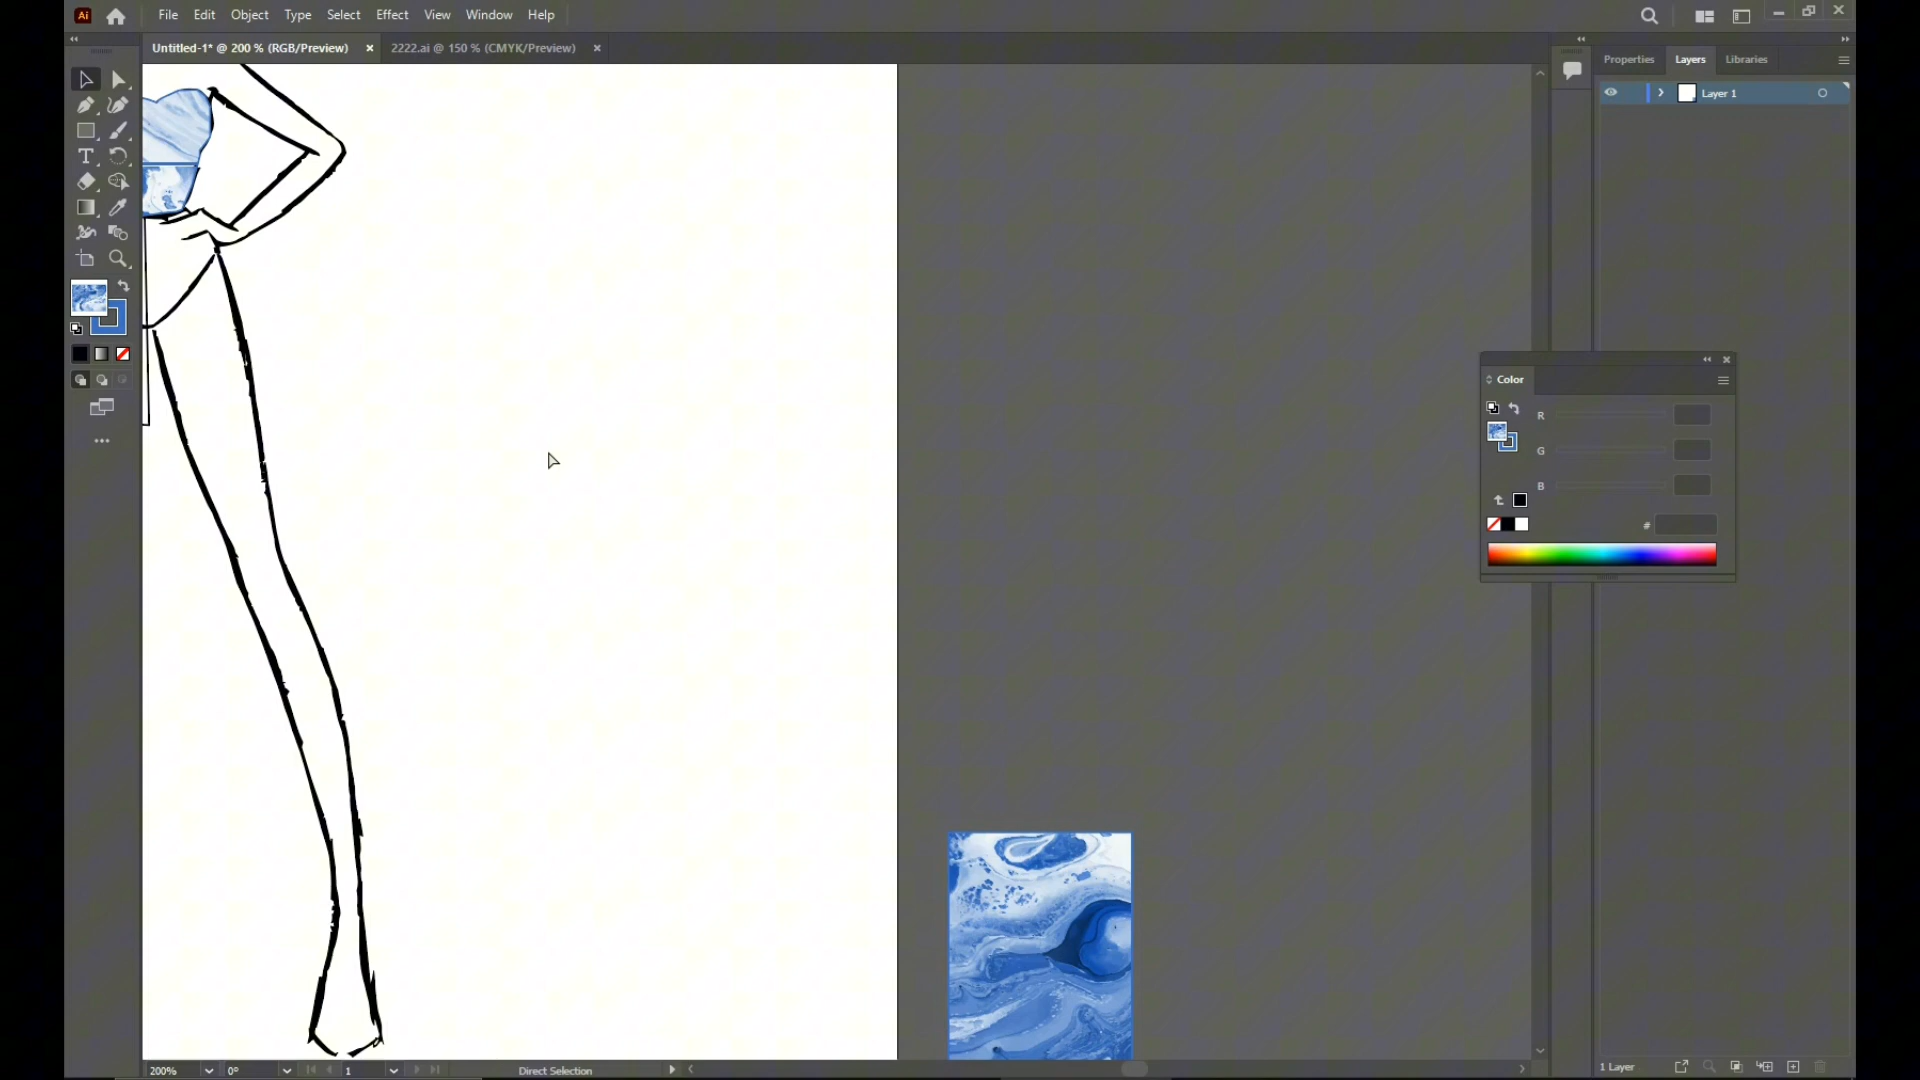 Ai File Edit Object Type Select Effect View Window Help
Untitled-1* @ 200 % (RGB/Preview) 2222.ai @ 150 % (CMYK/Preview)
Properties Layers Libraries
Layer 1
T
Color
R
G
B
#
200% 0° 1 Direct Selection
1 Layer